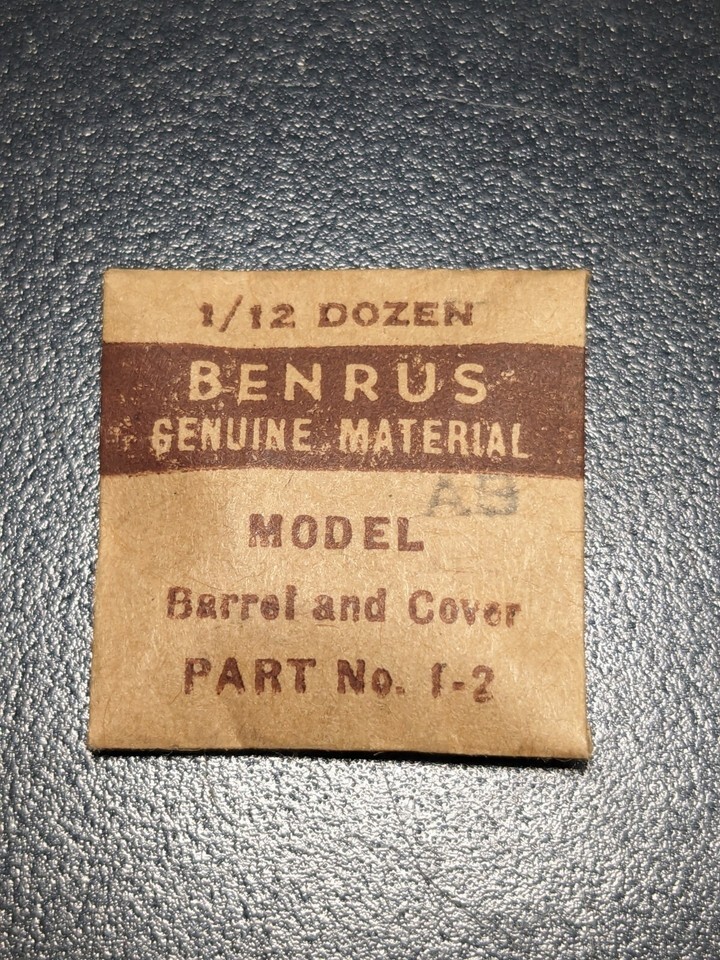 1/12 DOZEN
BENRUS
GENUINE MATERIAL
AB
MODEL
Barrel and Cover
PART No. 1-2